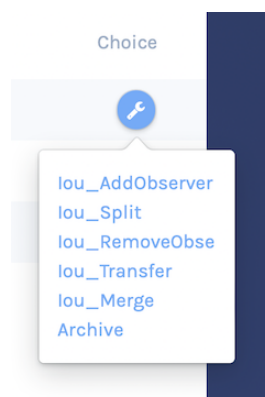 Choice
Iou_AddObserver
Iou_Split
Iou_RemoveObse
Iou_Transfer
Iou_Merge
Archive